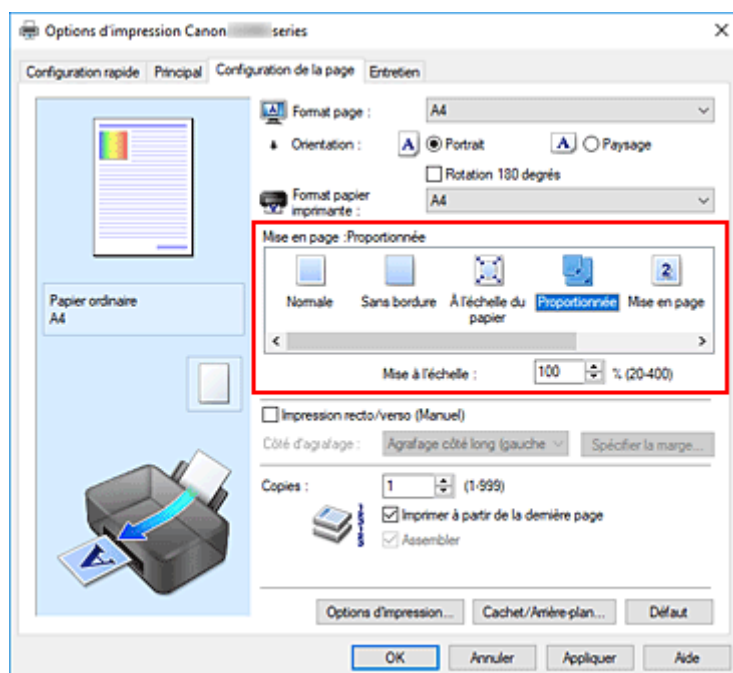 Options d'impression Canon series
Configuration rapide Principal Configuration de la page Entretien
Format page : A4
Orientation : A Portrait A Paysage
Rotation 180 degrés
Format papier
imprimante : A4
Mise en page :Proportionnée
2
Normale Sans bordure À l'échelle du Proportionnée Mise en page
papier
Papier ordinaire
A4
< >
Mise à l'échelle : 100 % (20-400)
Impression recto/verso (Manuel)
Côté d'agrafage : Agrafage côté long (gauche Spécifier la marge...
Copies : 1 (1-999)
Imprimer à partir de la dernière page
Assembler
A
Options d'impression... Cachet/Arrière-plan... Défaut
OK Annuler Appliquer Aide